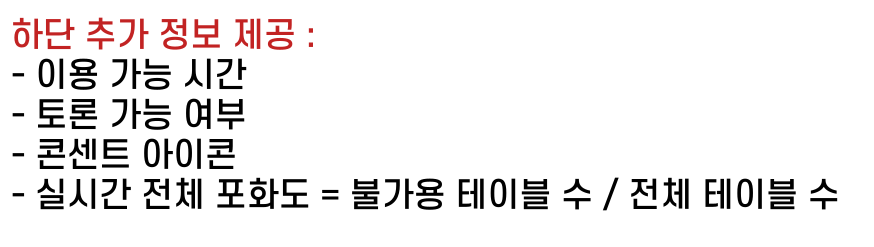 하단 추가 정보 제공 :
- 이용 가능 시간
- 토론 가능 여부
- 콘센트 아이콘
- 실시간 전체 포화도 = 불가용 테이블 수 / 전체 테이블 수